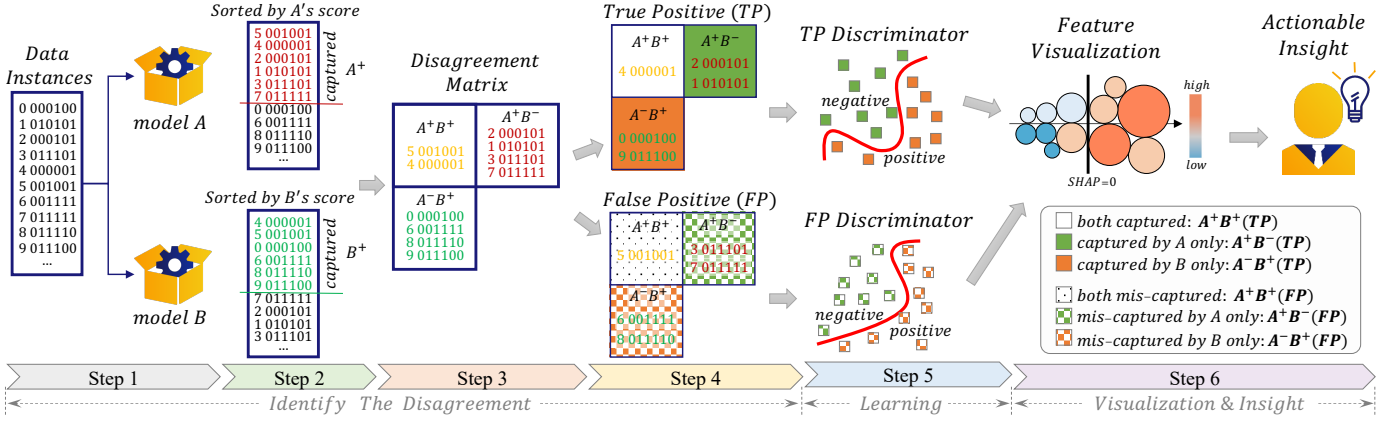 Data
Instances
0 000100
1 010101
2 000101
3 011101
4 000001
5 001001
6 001111
7 011111
8 011110
9 011100
...
model A
model B
Sorted by A's score
5 001001
4 000001
2 000101
1 010101
3 011101
7 011111
0 000100
6 001111
8 011110
9 011100
...
captured
A⁺
Sorted by B's score
4 000001
5 001001
0 000100
6 001111
8 011110
9 011100
7 011111
2 000101
1 010101
3 011101
...
captured
B⁺
Disagreement
Matrix
A⁺B⁺
5 001001
4 000001
A⁺B⁻
2 000101
1 010101
3 011101
7 011111
A⁻B⁺
0 000100
6 001111
8 011110
9 011100
True Positive (TP)
A⁺B⁺
4 000001
A⁺B⁻
2 000101
1 010101
A⁻B⁺
0 000100
9 011100
False Positive (FP)
A⁺B⁺
5 001001
A⁺B⁻
3 011101
7 011111
A⁻B⁺
6 001111
8 011110
TP Discriminator
negative
positive
FP Discriminator
negative
positive
Feature
Visualization
SHAP=0
high
low
Actionable
Insight
both captured: A⁺B⁺(TP)
captured by A only: A⁺B⁻(TP)
captured by B only: A⁻B⁺(TP)
both mis-captured: A⁺B⁺(FP)
mis-captured by A only: A⁺B⁻(FP)
mis-captured by B only: A⁻B⁺(FP)
Step 1
Step 2
Step 3
Step 4
Step 5
Step 6
Identify The Disagreement
Learning
Visualization & Insight